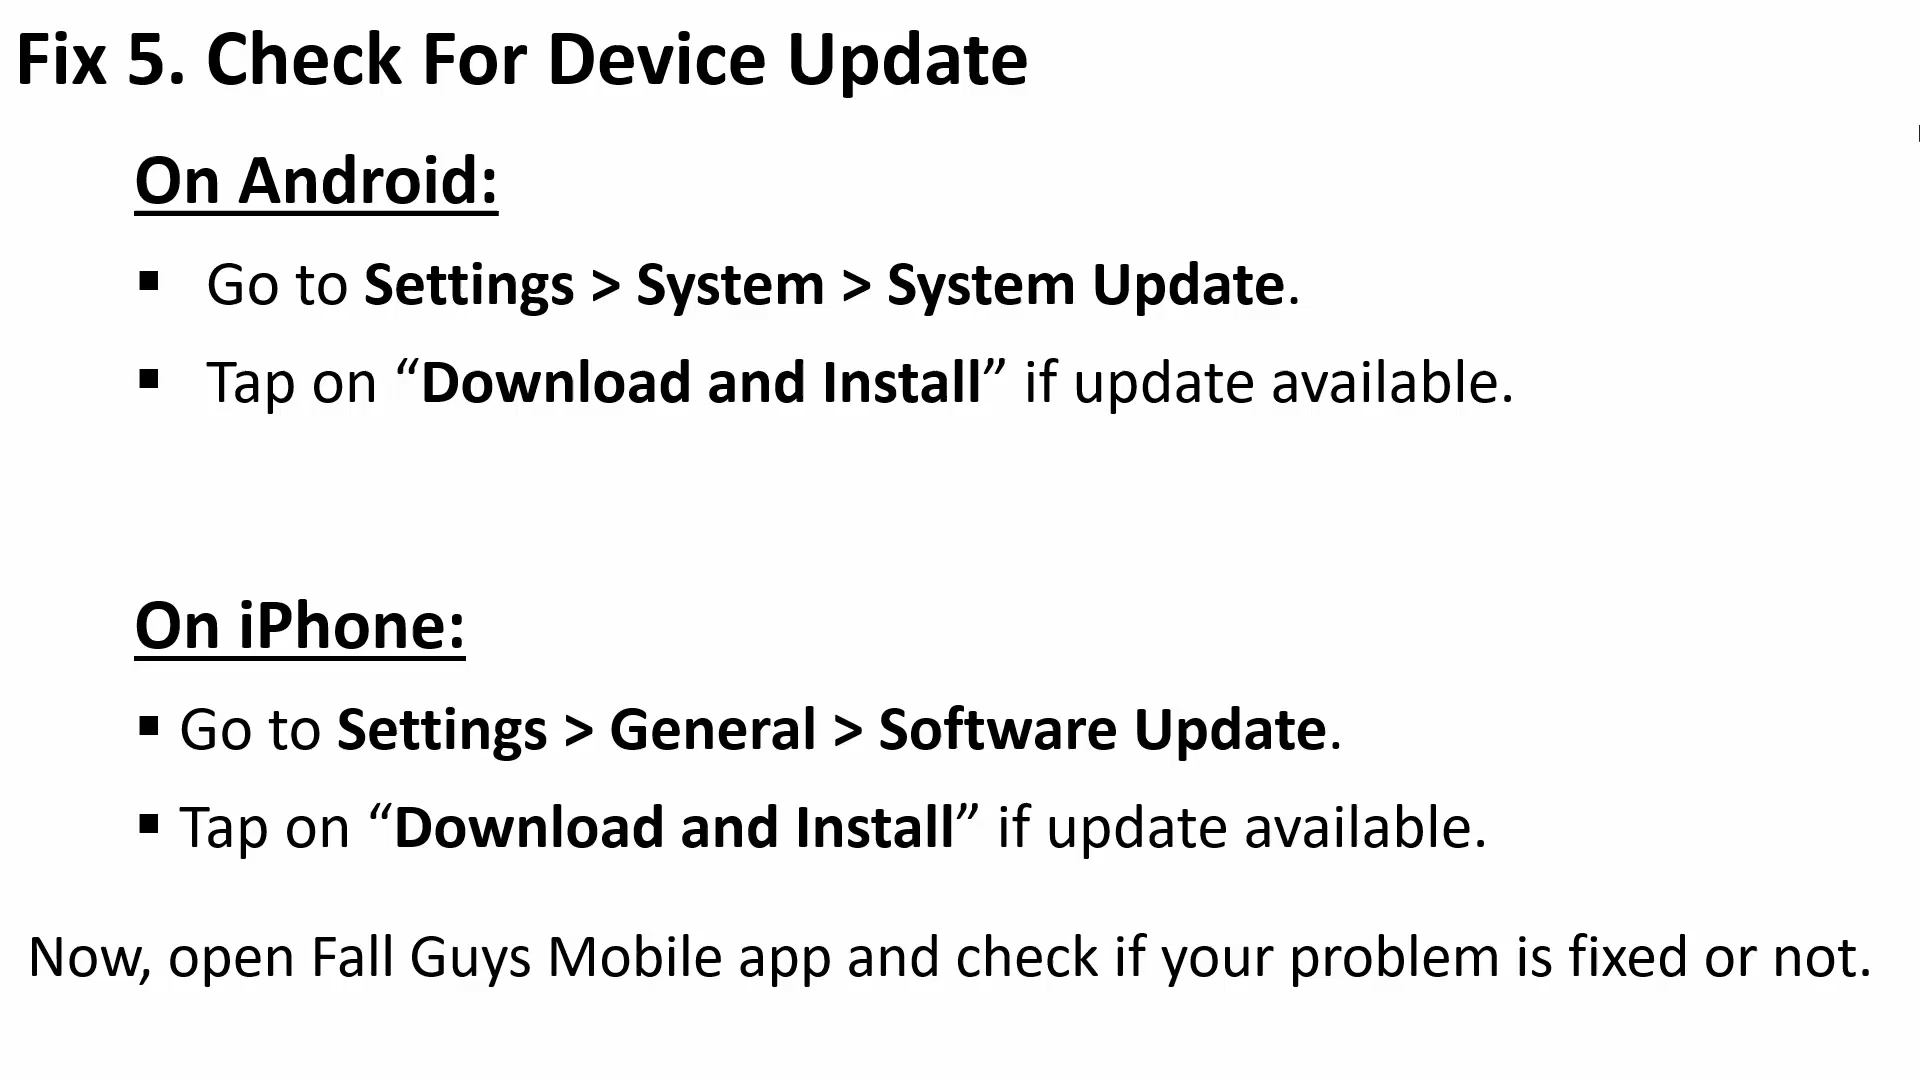 Fix 5. Check For Device Update
On Android:
▪ Go to Settings > System > System Update.
▪ Tap on “Download and Install” if update available.
On iPhone:
▪ Go to Settings > General > Software Update.
▪ Tap on “Download and Install” if update available.
Now, open Fall Guys Mobile app and check if your problem is fixed or not.